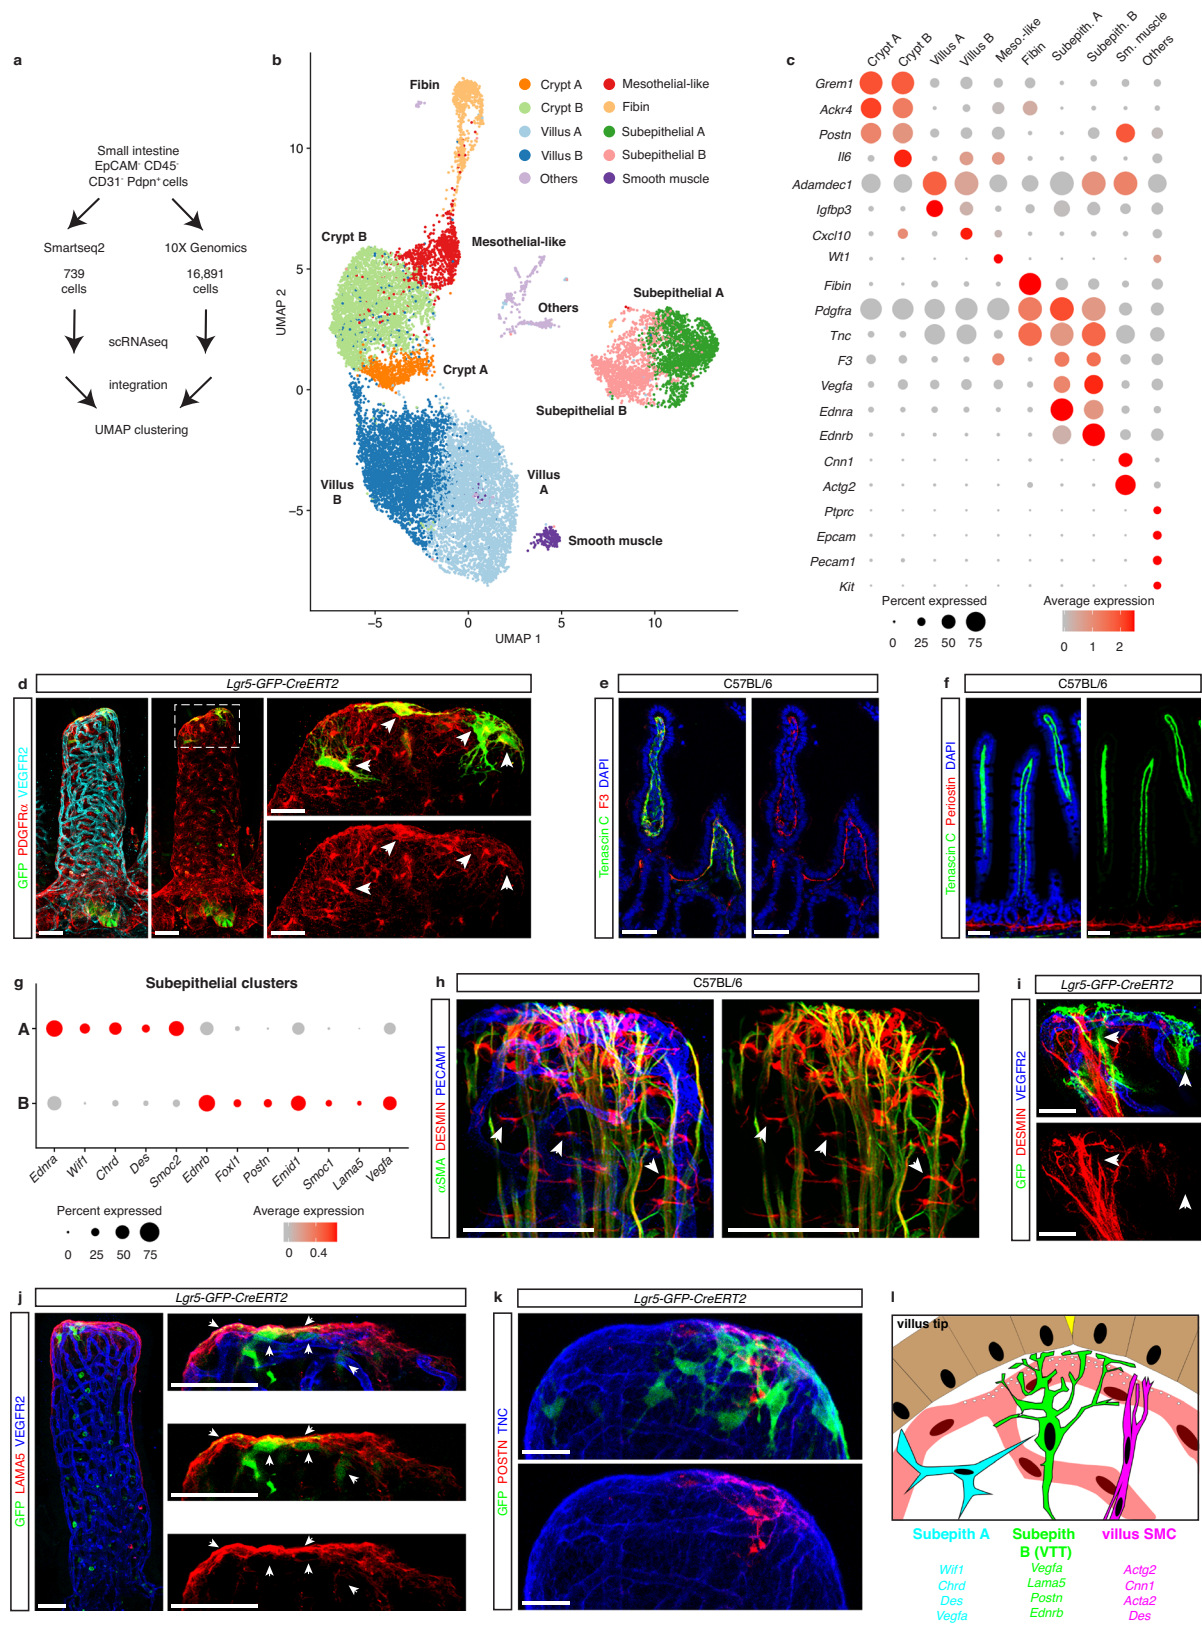 a
Small intestine
EpCAM- CD45-
CD31- Pdpn+ cells
Smartseq2
10X Genomics
739
cells
16,891
cells
scRNAseq
integration
UMAP clustering
b
Fibin
Crypt A
Crypt B
Villus A
Villus B
Others
Mesothelial-like
Fibin
Subepithelial A
Subepithelial B
Smooth muscle
Crypt B
Mesothelial-like
Others
Subepithelial A
Crypt A
Subepithelial B
Villus
B
Villus
A
Smooth muscle
UMAP 2
10
5
0
−5
−5
0
5
10
UMAP 1
c
Crypt A
Crypt B
Villus A
Villus B
Meso.-like
Fibin
Subepith. A
Subepith. B
Sm. muscle
Others
Grem1
Ackr4
Postn
Il6
Adamdec1
Igfbp3
Cxcl10
Wt1
Fibin
Pdgfra
Tnc
F3
Vegfa
Ednra
Ednrb
Cnn1
Actg2
Ptprc
Epcam
Pecam1
Kit
Percent expressed
0 25 50 75
Average expression
0 1 2
d
Lgr5-GFP-CreERT2
GFP PDGFRα VEGFR2
e
C57BL/6
Tenascin C F3 DAPI
f
C57BL/6
Tenascin C Periostin DAPI
g
Subepithelial clusters
A
B
Ednra
Wif1
Chrd
Des
Smoc2
Ednrb
Foxl1
Postn
Emid1
Smoc1
Lama5
Vegfa
Percent expressed
0 25 50 75
Average expression
0 0.4
h
C57BL/6
αSMA DESMIN PECAM1
i
Lgr5-GFP-CreERT2
GFP DESMIN VEGFR2
j
Lgr5-GFP-CreERT2
GFP LAMA5 VEGFR2
k
Lgr5-GFP-CreERT2
GFP POSTN TNC
l
villus tip
Subepith A
Wif1
Chrd
Des
Vegfa
Subepith
B (VTT)
Vegfa
Lama5
Postn
Ednrb
villus SMC
Actg2
Cnn1
Acta2
Des